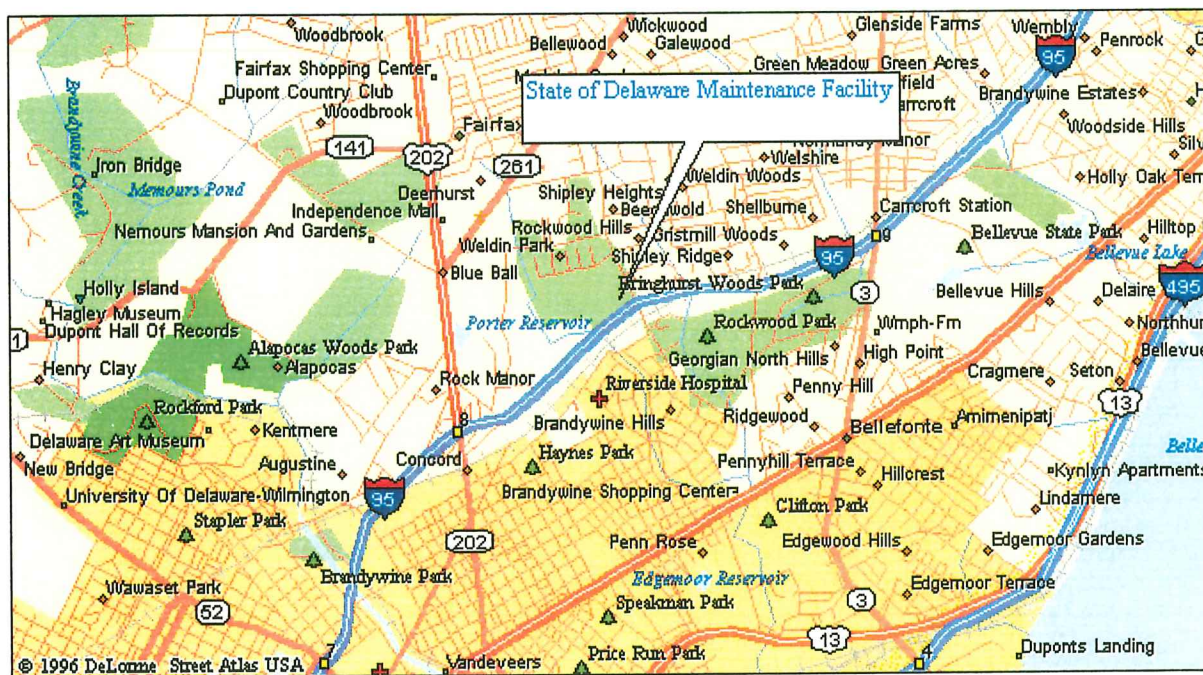 Woodbrook
Wickwood
Bellewood
Galewood
Glenside Farms
Wembly
Penrock
95
Fairfax Shopping Center
Dupont Country Club
Woodbrook
Green Meadow
Green Acres
Brandywine Estates
State of Delaware Maintenance Facility
Woodside Hills
Brandywine Creek
Iron Bridge
Memours Pond
141
202
Fairfax
261
Welshire
Holly Oak Terr
Deerhurst
Shipley Heights
Weldin Woods
Independence Mall
Rockwood Hills
Shellburne
Carrcroft Station
Nemours Mansion And Gardens
Weldin Park
Gristmill Woods
9
Bellevue State Park
Hilltop
Blue Ball
Shipley Ridge
95
Bellevue Lake
Holly Island
Bringhurst Woods Park
3
Bellevue Hills
Delaire
495
Hagley Museum
Dupont Hall Of Records
Porter Reservoir
Rockwood Park
Wmph-Fm
Alapocas Woods Park
Alapocas
Georgian North Hills
High Point
Bellevue
Henry Clay
Rock Manor
Riverside Hospital
Penny Hill
Cragmere
Seton
13
Rockford Park
8
Brandywine Hills
Ridgewood
Amimenipatj
Delaware Art Museum
Kentmere
Bellefonte
New Bridge
Augustine
Concord
Haynes Park
Pennyhill Terrace
Hillcrest
Kynlyn Apartments
University Of Delaware-Wilmington
95
Brandywine Shopping Center
Clifton Park
Lindamere
Stapler Park
202
Penn Rose
Edgewood Hills
Edgemoor Gardens
Brandywine Park
Edgemoor Reservoir
Edgemoor Terrace
Wawaset Park
52
Speakman Park
3
13
7
Vandeveers
Price Run Park
4
Duponts Landing
© 1996 DeLorme Street Atlas USA